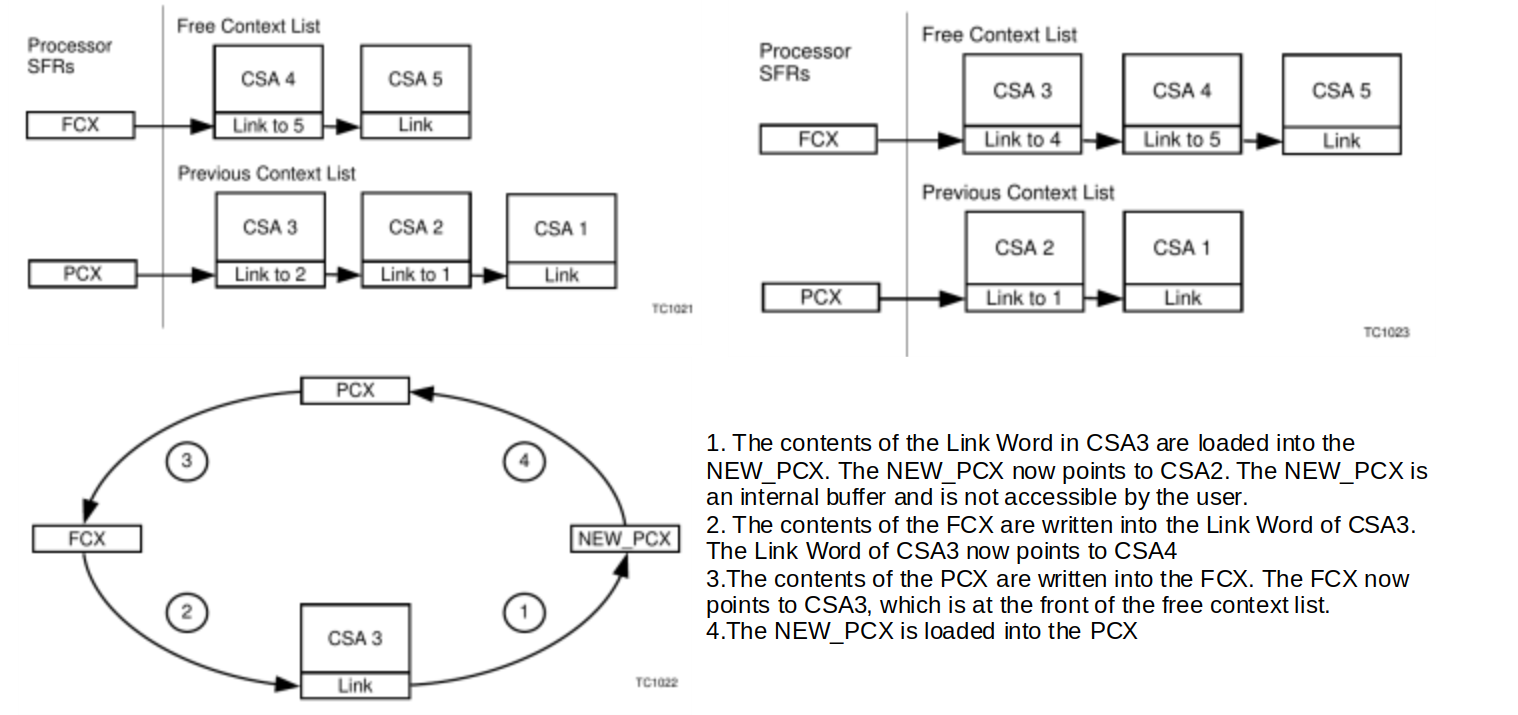 Free Context List
Processor
SFRs
CSA 4
CSA 5
FCX
Link to 5
Link
Previous Context List
CSA 3
CSA 2
CSA 1
PCX
Link to 2
Link to 1
Link
TC1021
Free Context List
Processor
SFRs
CSA 3
CSA 4
CSA 5
FCX
Link to 4
Link to 5
Link
Previous Context List
CSA 2
CSA 1
PCX
Link to 1
Link
TC1023
PCX
3
4
FCX
NEW_PCX
2
1
CSA 3
Link
TC1022
1. The contents of the Link Word in CSA3 are loaded into the
NEW_PCX. The NEW_PCX now points to CSA2. The NEW_PCX is
an internal buffer and is not accessible by the user.
2. The contents of the FCX are written into the Link Word of CSA3.
The Link Word of CSA3 now points to CSA4
3.The contents of the PCX are written into the FCX. The FCX now
points to CSA3, which is at the front of the free context list.
4.The NEW_PCX is loaded into the PCX